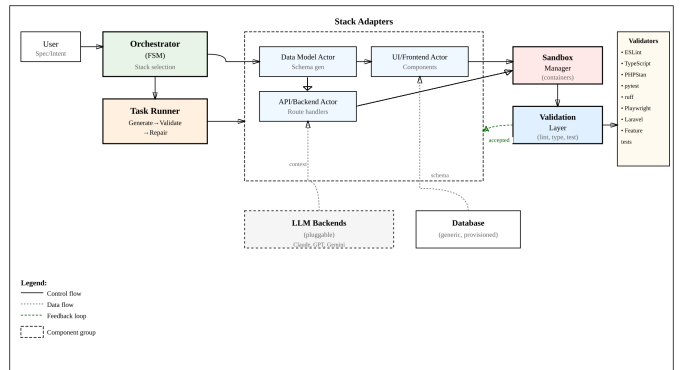 Stack Adapters
User
Spec/Intent
Orchestrator
(FSM)
Stack selection
Data Model Actor
Schema gen
UI/Frontend Actor
Components
Sandbox
Manager
(containers)
Validators
• ESLint
• TypeScript
• PHPStan
• pytest
• ruff
• Playwright
• Laravel
• Feature
tests
Task Runner
Generate→Validate
→Repair
API/Backend Actor
Route handlers
Validation
Layer
(lint, type, test)
accepted
context
schema
LLM Backends
(pluggable)
Claude, GPT, Gemini
Database
(generic, provisioned)
Legend:
Control flow
Data flow
Feedback loop
Component group